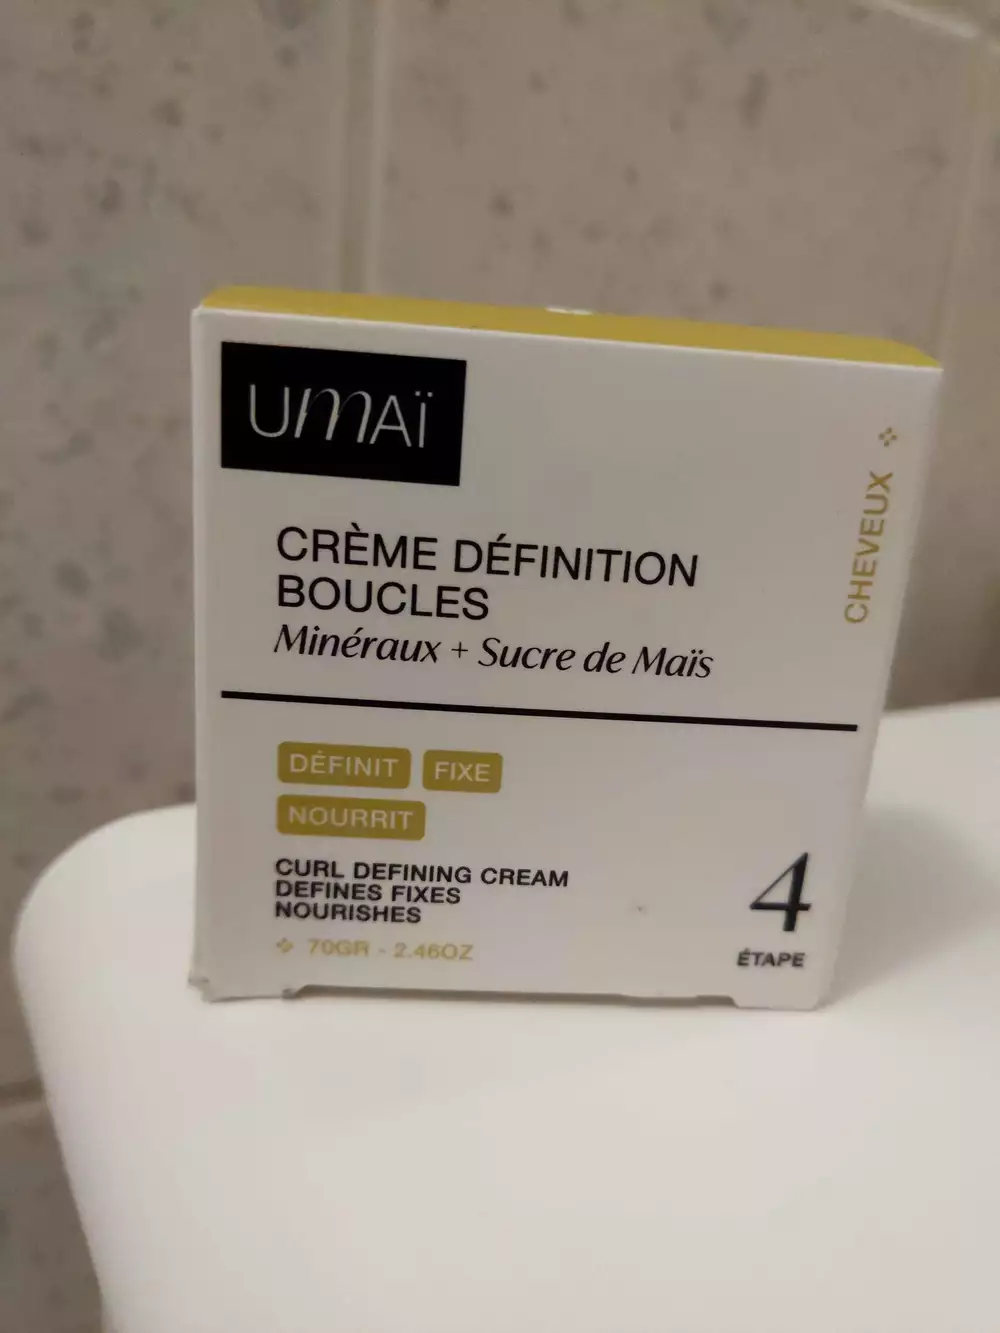 UMAÏ
CRÈME DÉFINITION
BOUCLES
Minéraux + Sucre de Maïs
CHEVEUX
DÉFINIT
FIXE
NOURRIT
CURL DEFINING CREAM
DEFINES FIXES
NOURISHES
70GR - 2.46OZ
4
ÉTAPE